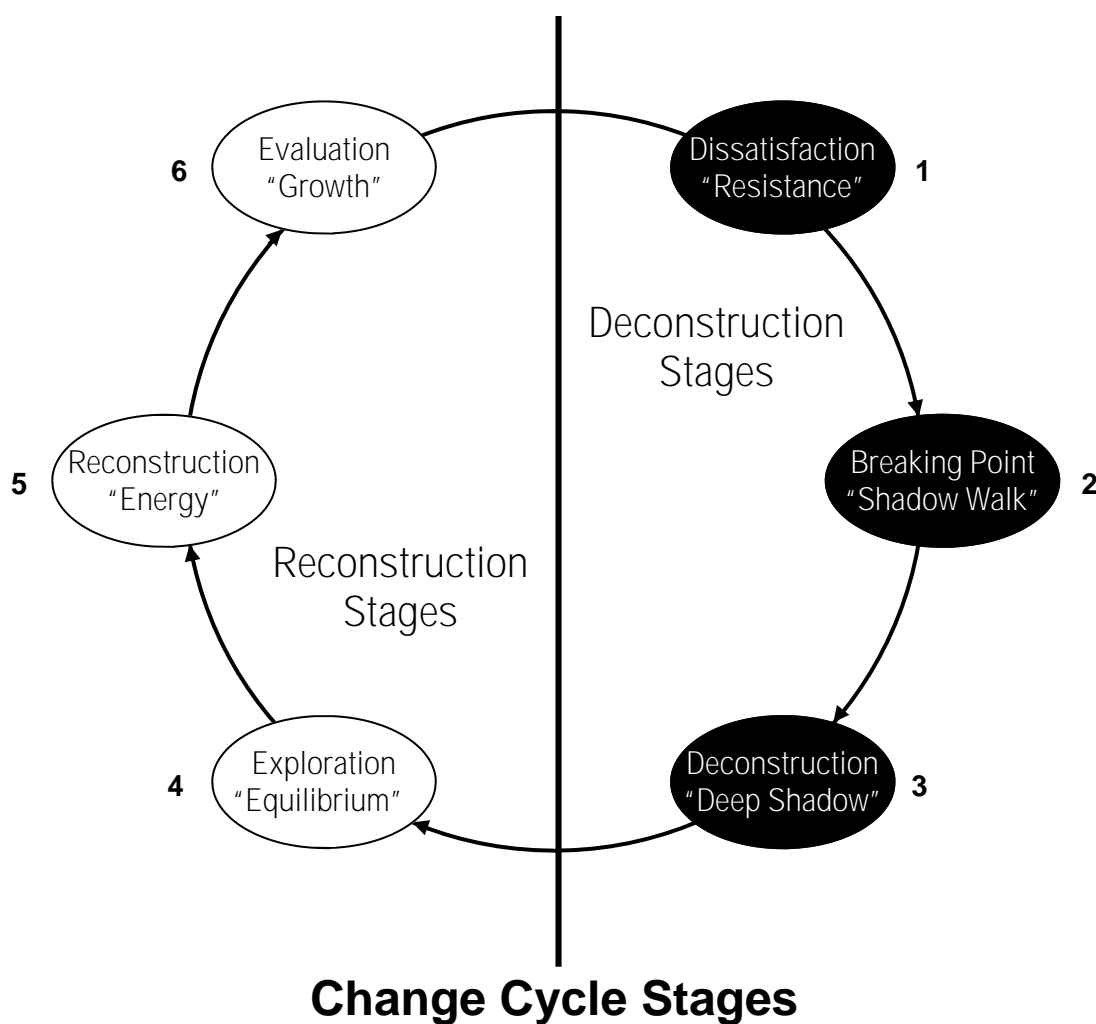 Evaluation
"Growth"
6
Dissatisfaction
"Resistance"
1
Deconstruction
Stages
Breaking Point
"Shadow Walk"
2
Reconstruction
"Energy"
5
Reconstruction
Stages
Exploration
"Equilibrium"
4
Deconstruction
"Deep Shadow"
3
Change Cycle Stages